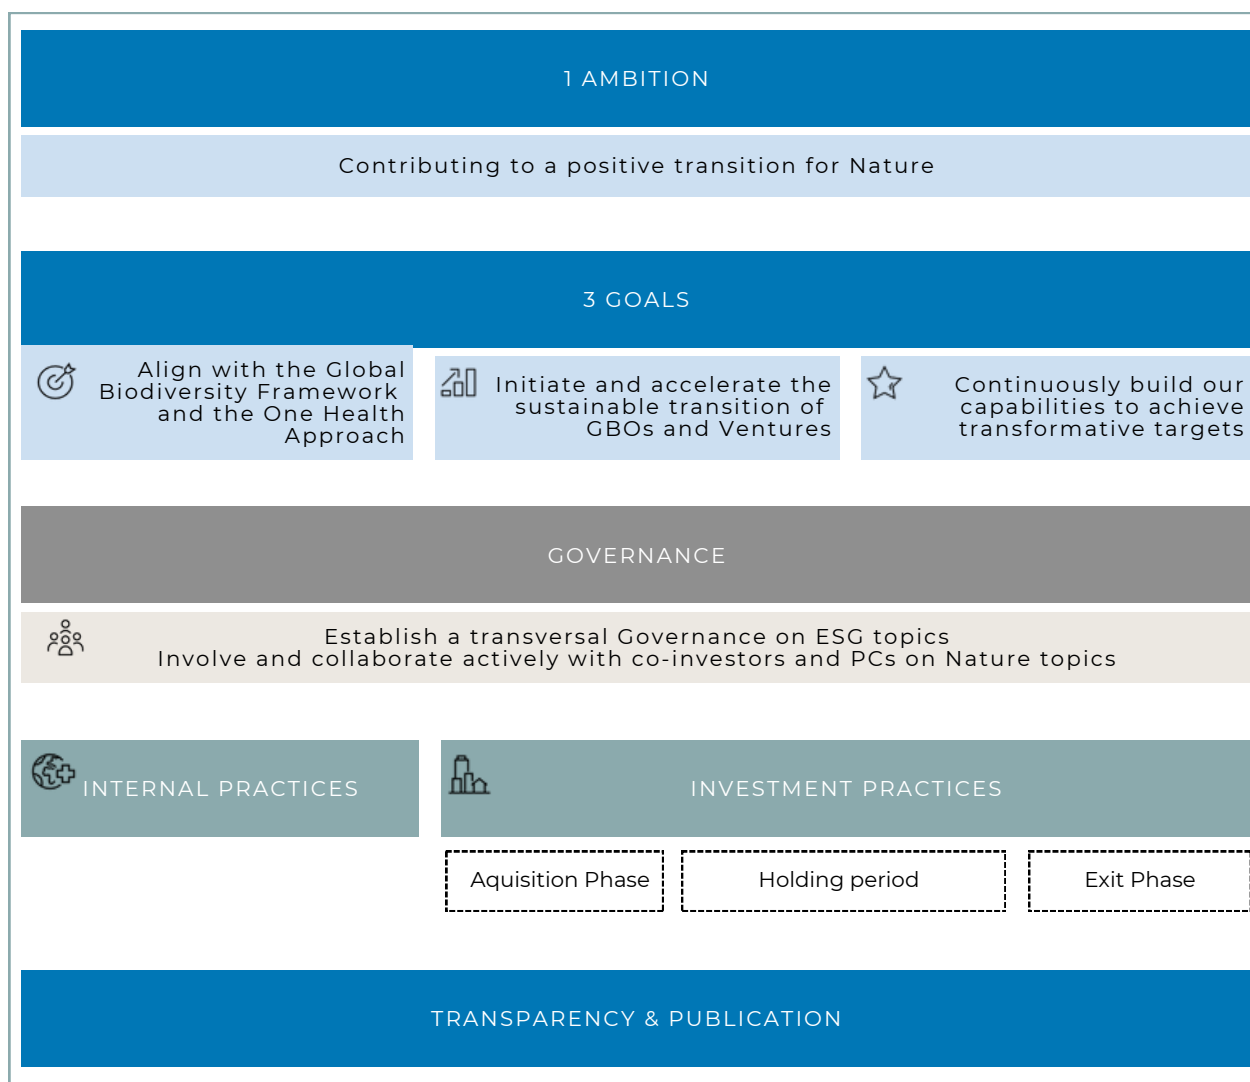 1 AMBITION
Contributing to a positive transition for Nature
3 GOALS
Align with the Global
Biodiversity Framework
and the One Health
Approach
Initiate and accelerate the
sustainable transition of
GBOs and Ventures
Continuously build our
capabilities to achieve
transformative targets
GOVERNANCE
Establish a transversal Governance on ESG topics
Involve and collaborate actively with co-investors and PCs on Nature topics
INTERNAL PRACTICES
INVESTMENT PRACTICES
Aquisition Phase
Holding period
Exit Phase
TRANSPARENCY & PUBLICATION